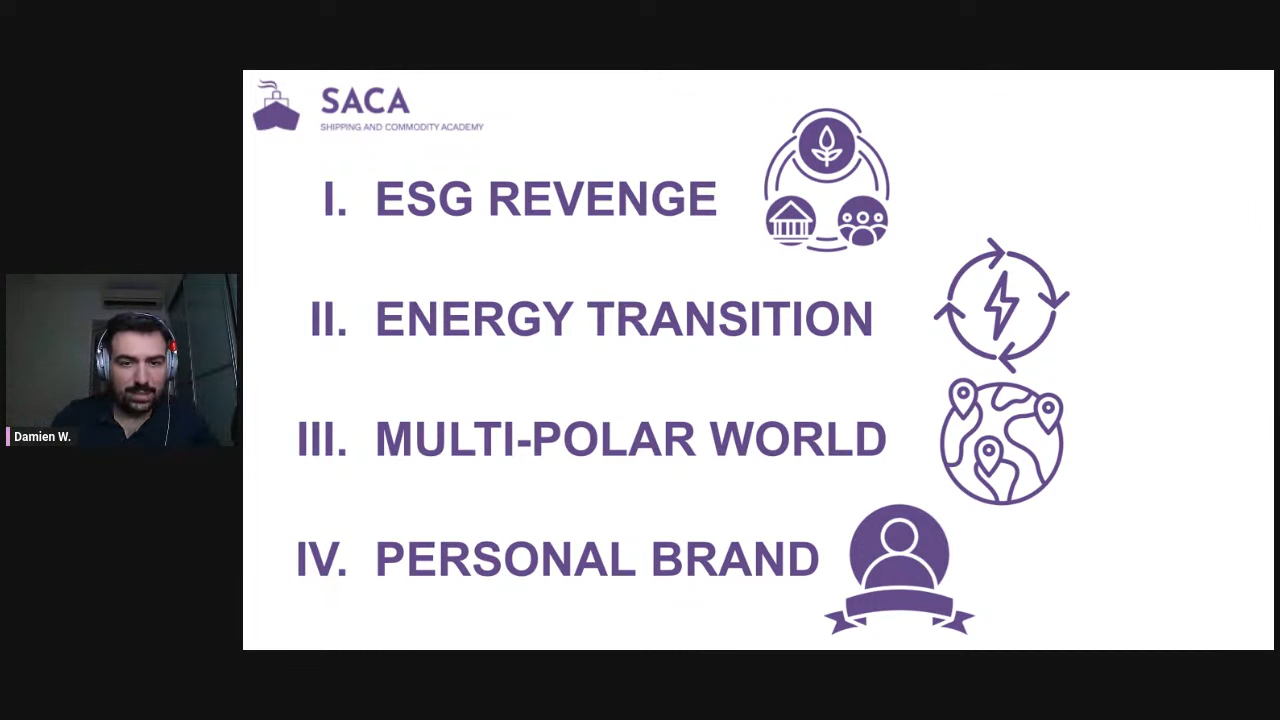 SACA
SHIPPING AND COMMODITY ACADEMY
I. ESG REVENGE
II. ENERGY TRANSITION
III. MULTI-POLAR WORLD
IV. PERSONAL BRAND
Damien W.